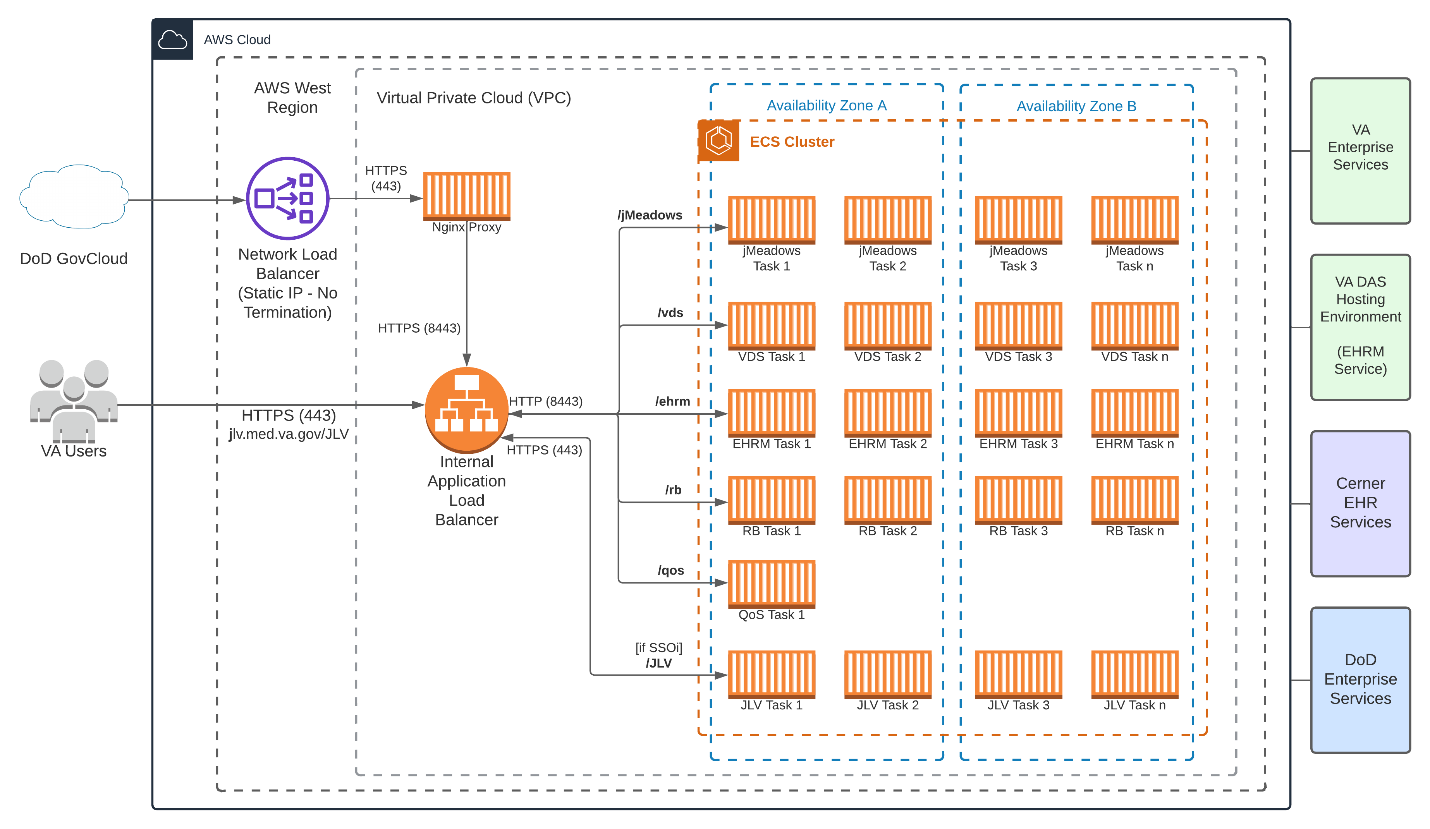 AWS Cloud
AWS West
Region
Virtual Private Cloud (VPC)
Availability Zone A
Availability Zone B
ECS Cluster
DoD GovCloud
Network Load
Balancer
(Static IP - No
Termination)
HTTPS
(443)
Nginx Proxy
HTTPS (8443)
VA Users
HTTPS (443)
jlv.med.va.gov/JLV
Internal
Application
Load
Balancer
HTTP (8443)
HTTPS (443)
/jMeadows
jMeadows
Task 1
jMeadows
Task 2
jMeadows
Task 3
jMeadows
Task n
/vds
VDS Task 1
VDS Task 2
VDS Task 3
VDS Task n
/ehrm
EHRM Task 1
EHRM Task 2
EHRM Task 3
EHRM Task n
/rb
RB Task 1
RB Task 2
RB Task 3
RB Task n
/qos
QoS Task 1
[if SSOi]
/JLV
JLV Task 1
JLV Task 2
JLV Task 3
JLV Task n
VA
Enterprise
Services
VA DAS
Hosting
Environment
(EHRM
Service)
Cerner
EHR
Services
DoD
Enterprise
Services